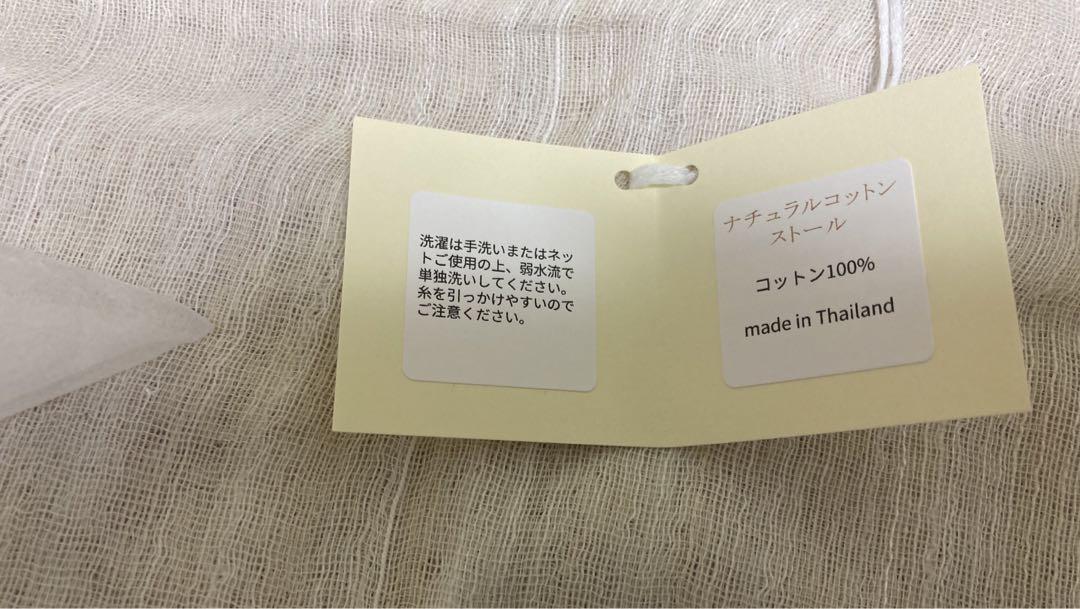 洗濯は手洗いまたはネッ
トご使用の上、弱水流で
単独洗いしてください。
糸を引っかけやすいので
ご注意ください。
ナチュラルコットン
ストール
コットン100%
made in Thailand